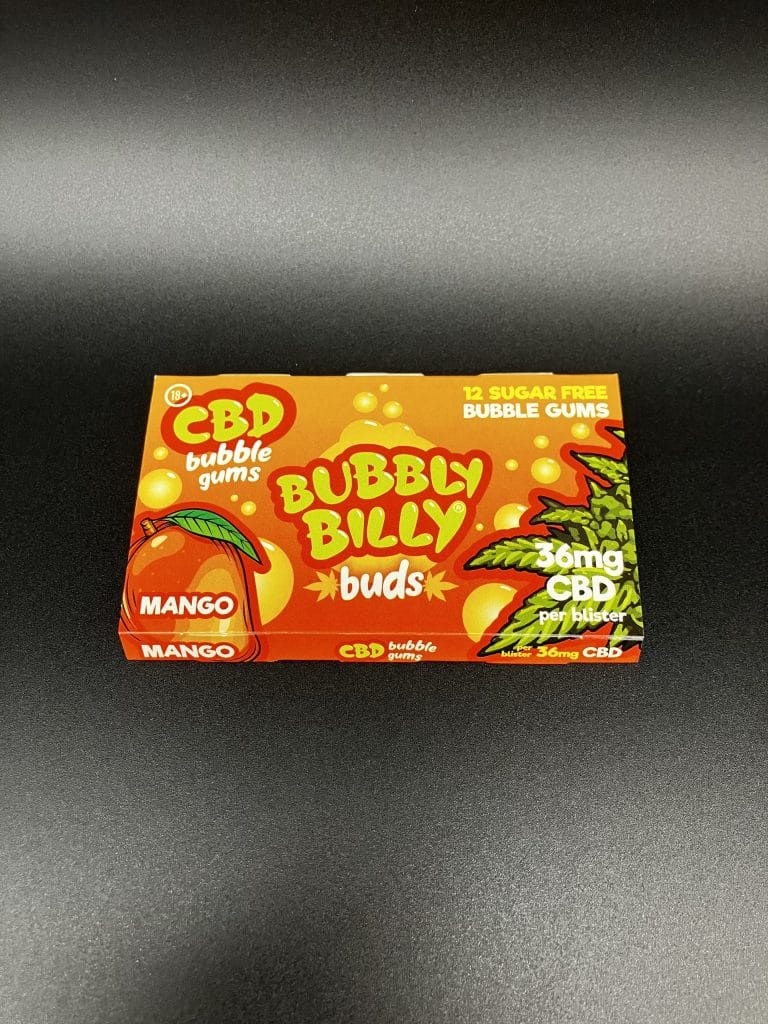 18+
CBD
bubble
gums
12 SUGAR FREE
BUBBLE GUMS
BUBBLY
BILLY®
buds
MANGO
36mg
CBD
per blister
MANGO
CBD bubble
gums
per
blister 36mg CBD